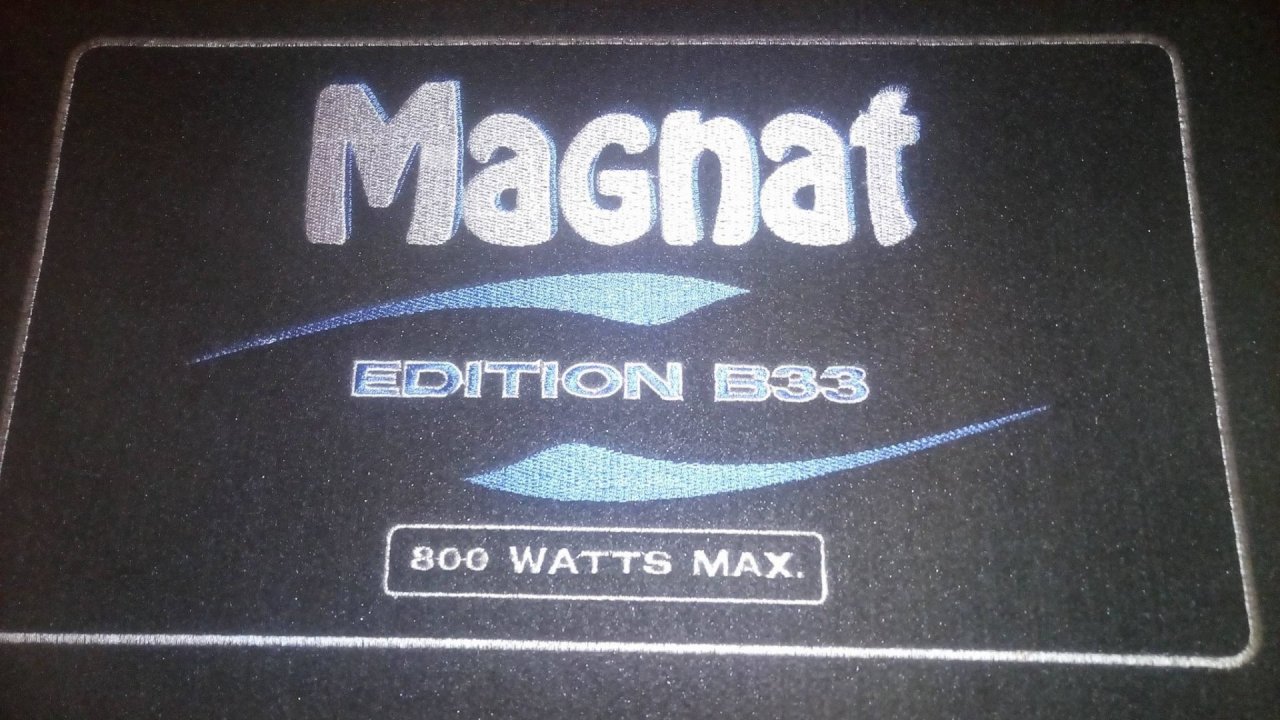 Magnat
EDITION B33
800 WATTS MAX.